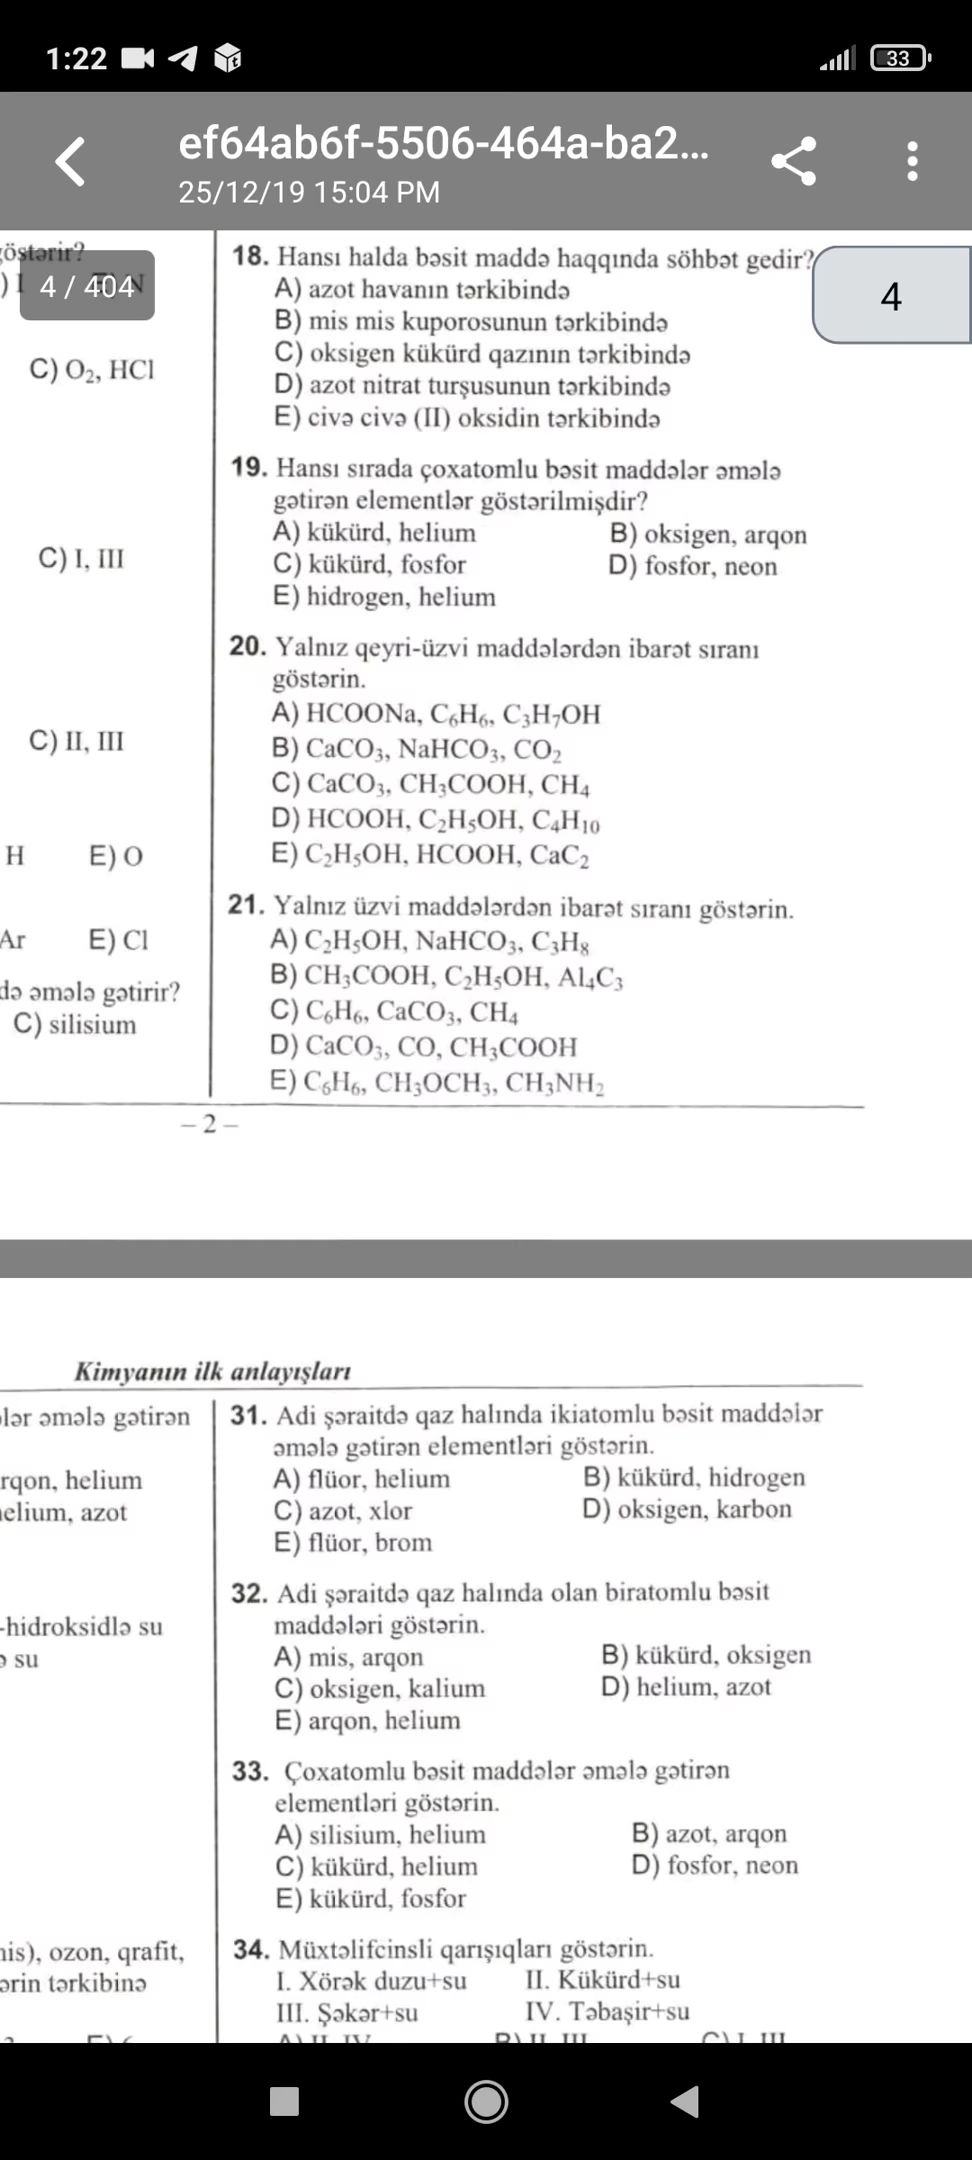 1:22
33
ef64ab6f-5506-464a-ba2...
25/12/19 15:04 PM
4 / 404
4
C) O₂, HCl
C) I, III
C) II, III
H E) O
Ar E) Cl
də əmələ gətirir?
C) silisium
18. Hansı halda bəsit maddə haqqında söhbət gedir?
A) azot havanın tərkibində
B) mis mis kuporosunun tərkibində
C) oksigen kükürd qazının tərkibində
D) azot nitrat turşusunun tərkibində
E) civə civə (II) oksidin tərkibində
19. Hansı sırada çoxatomlu bəsit maddələr əmələ
gətirən elementlər göstərilmişdir?
A) kükürd, helium B) oksigen, arqon
C) kükürd, fosfor D) fosfor, neon
E) hidrogen, helium
20. Yalnız qeyri-üzvi maddələrdən ibarət sıranı
göstərin.
A) HCOONa, C₆H₆, C₃H₇OH
B) CaCO₃, NaHCO₃, CO₂
C) CaCO₃, CH₃COOH, CH₄
D) HCOOH, C₂H₅OH, C₄H₁₀
E) C₂H₅OH, HCOOH, CaC₂
21. Yalnız üzvi maddələrdən ibarət sıranı göstərin.
A) C₂H₅OH, NaHCO₃, C₃H₈
B) CH₃COOH, C₂H₅OH, Al₄C₃
C) C₆H₆, CaCO₃, CH₄
D) CaCO₃, CO, CH₃COOH
E) C₆H₆, CH₃OCH₃, CH₃NH₂
– 2 –
Kimyanın ilk anlayışları
lər əmələ gətirən
rqon, helium
elium, azot
-hidroksidlə su
ə su
nis), ozon, qrafit,
ərin tərkibinə
31. Adi şəraitdə qaz halında ikiatomlu bəsit maddələr
əmələ gətirən elementləri göstərin.
A) flüor, helium B) kükürd, hidrogen
C) azot, xlor D) oksigen, karbon
E) flüor, brom
32. Adi şəraitdə qaz halında olan biratomlu bəsit
maddələri göstərin.
A) mis, arqon B) kükürd, oksigen
C) oksigen, kalium D) helium, azot
E) arqon, helium
33. Çoxatomlu bəsit maddələr əmələ gətirən
elementləri göstərin.
A) silisium, helium B) azot, arqon
C) kükürd, helium D) fosfor, neon
E) kükürd, fosfor
34. Müxtəlifcinsli qarışıqları göstərin.
I. Xörək duzu+su II. Kükürd+su
III. Şəkər+su IV. Təbaşir+su